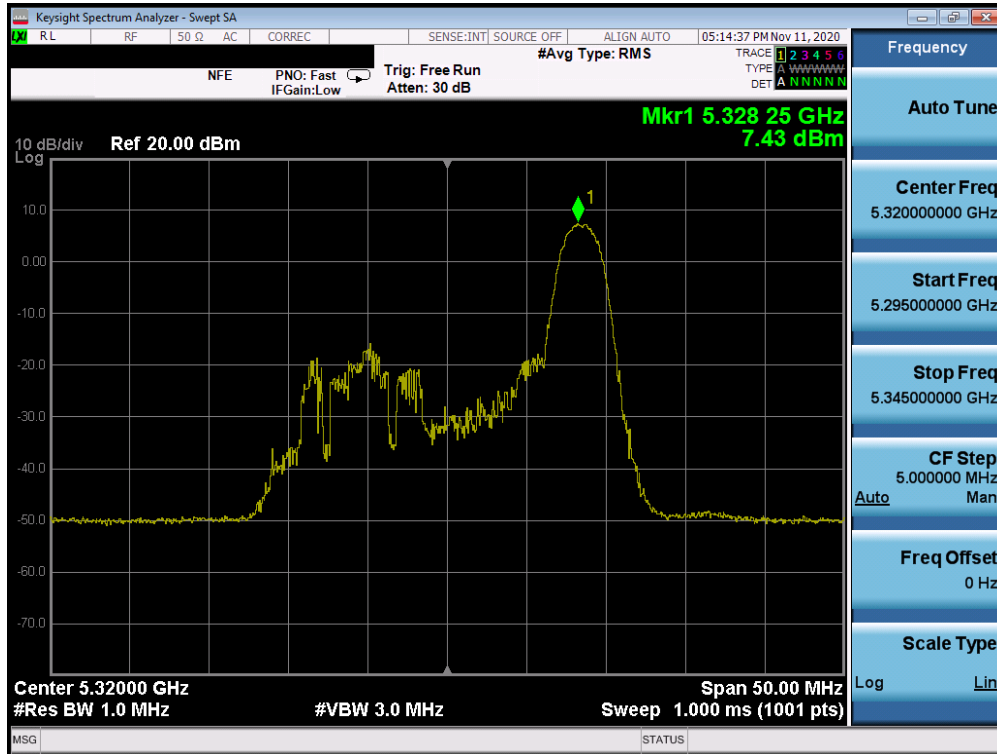 Keysight Spectrum Analyzer - Swept SA
LXI RL RF 50 Ω AC CORREC SENSE:INT SOURCE OFF ALIGN AUTO 05:14:37 PM Nov 11, 2020
NFE PNO: Fast Trig: Free Run #Avg Type: RMS TRACE 1 2 3 4 5 6
IFGain:Low Atten: 30 dB TYPE A WWWWW
DET A N N N N N
Mkr1 5.328 25 GHz
7.43 dBm
10 dB/div Ref 20.00 dBm
Log
1
10.0
0.00
-10.0
-20.0
-30.0
-40.0
-50.0
-60.0
-70.0
Center 5.32000 GHz Span 50.00 MHz
#Res BW 1.0 MHz #VBW 3.0 MHz Sweep 1.000 ms (1001 pts)
MSG STATUS
Frequency
Auto Tune
Center Freq
5.320000000 GHz
Start Freq
5.295000000 GHz
Stop Freq
5.345000000 GHz
CF Step
5.000000 MHz
Auto Man
Freq Offset
0 Hz
Scale Type
Log Lin